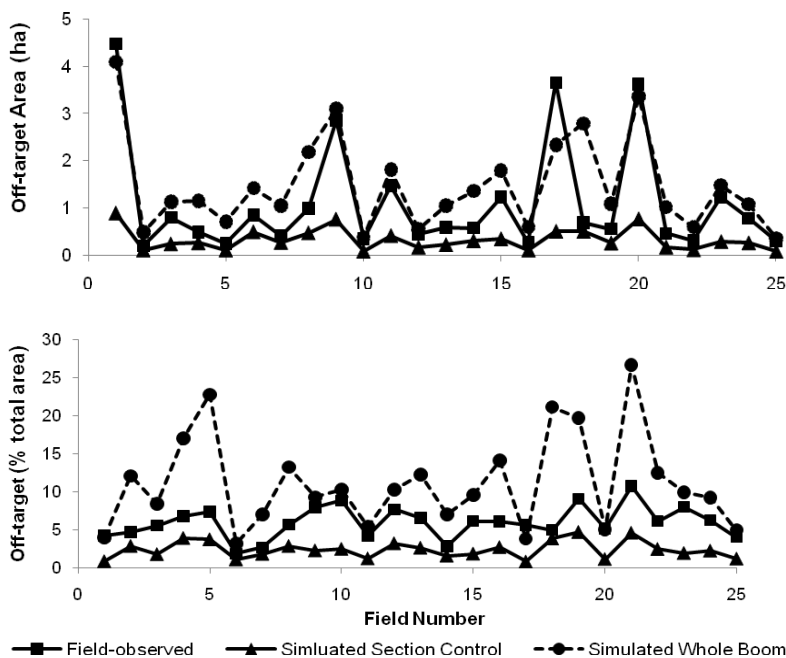 Off-target Area (ha)
5
4
3
2
1
0
0 5 10 15 20 25
Off-target (% total area)
30
25
20
15
10
5
0
0 5 10 15 20 25
Field Number
Field-observed Simluated Section Control Simulated Whole Boom